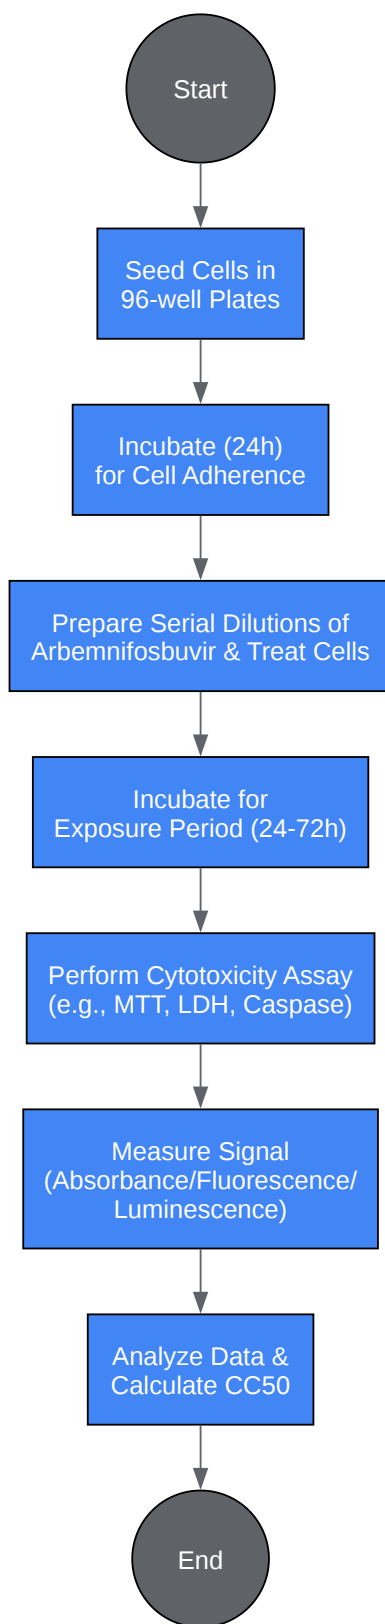 Start
Seed Cells in
96-well Plates
Incubate (24h)
for Cell Adherence
Prepare Serial Dilutions of
Arbemnifosbuvir & Treat Cells
Incubate for
Exposure Period (24-72h)
Perform Cytotoxicity Assay
(e.g., MTT, LDH, Caspase)
Measure Signal
(Absorbance/Fluorescence/
Luminescence)
Analyze Data &
Calculate CC50
End